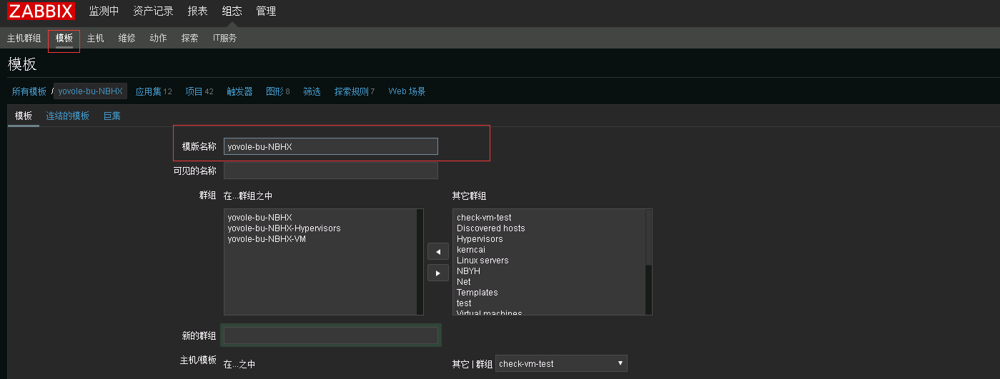 ZABBIX 监测中 资产记录 报表 组态 管理
主机群组 模板 主机 维修 动作 探索 IT服务
模板
所有模板 / yovole-bu-NBHX 应用集 12 项目 42 触发器 图形 8 筛选 探索规则 7 Web 场景
模板 连结的模板 巨集
模版名称 yovole-bu-NBHX
可见的名称
群组 在...群组之中 其它群组
yovole-bu-NBHX
yovole-bu-NBHX-Hypervisors
yovole-bu-NBHX-VM
check-vm-test
Discovered hosts
Hypervisors
kerncai
Linux servers
NBYH
Net
Templates
test
Virtual machines
新的群组
主机/模板 在...之中 其它 | 群组 check-vm-test